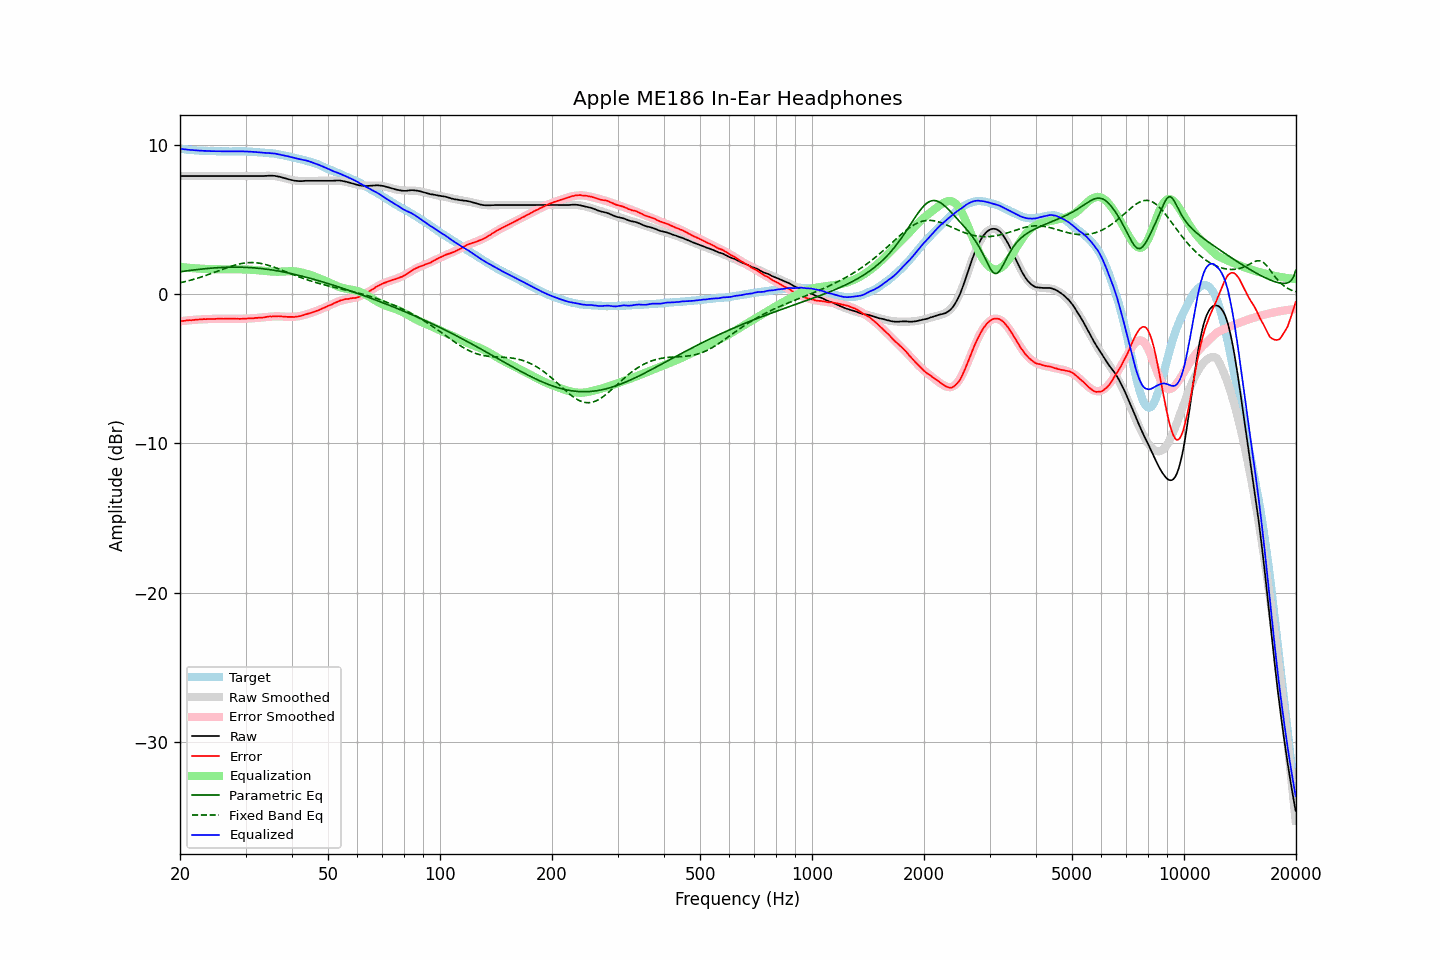 Apple ME186 In-Ear Headphones
Amplitude (dBr)
10
0
−10
−20
−30
Target
Raw Smoothed
Error Smoothed
Raw
Error
Equalization
Parametric Eq
Fixed Band Eq
Equalized
20 50 100 200 500 1000 2000 5000 10000 20000
Frequency (Hz)